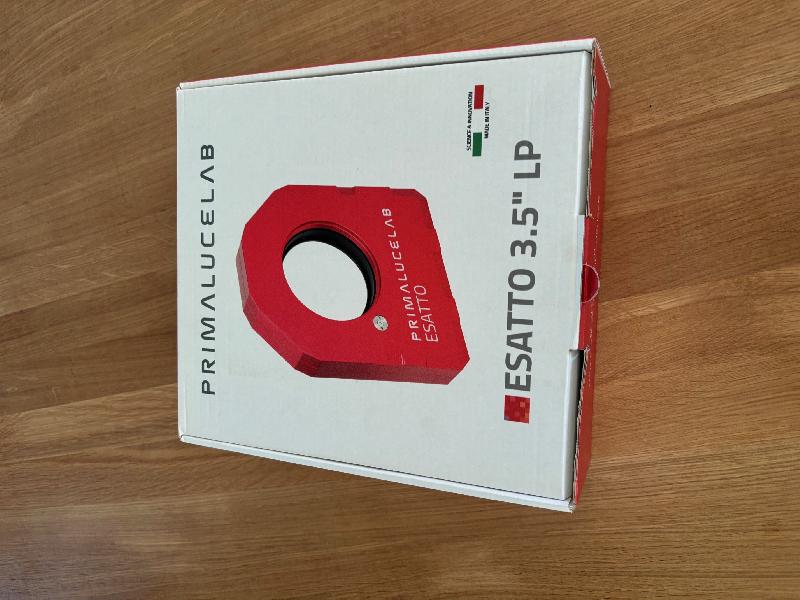 PRIMALUCELAB
PRIMALUCELAB
ESATTO
SCIENCE & INNOVATION
MADE IN ITALY
ESATTO 3.5" LP